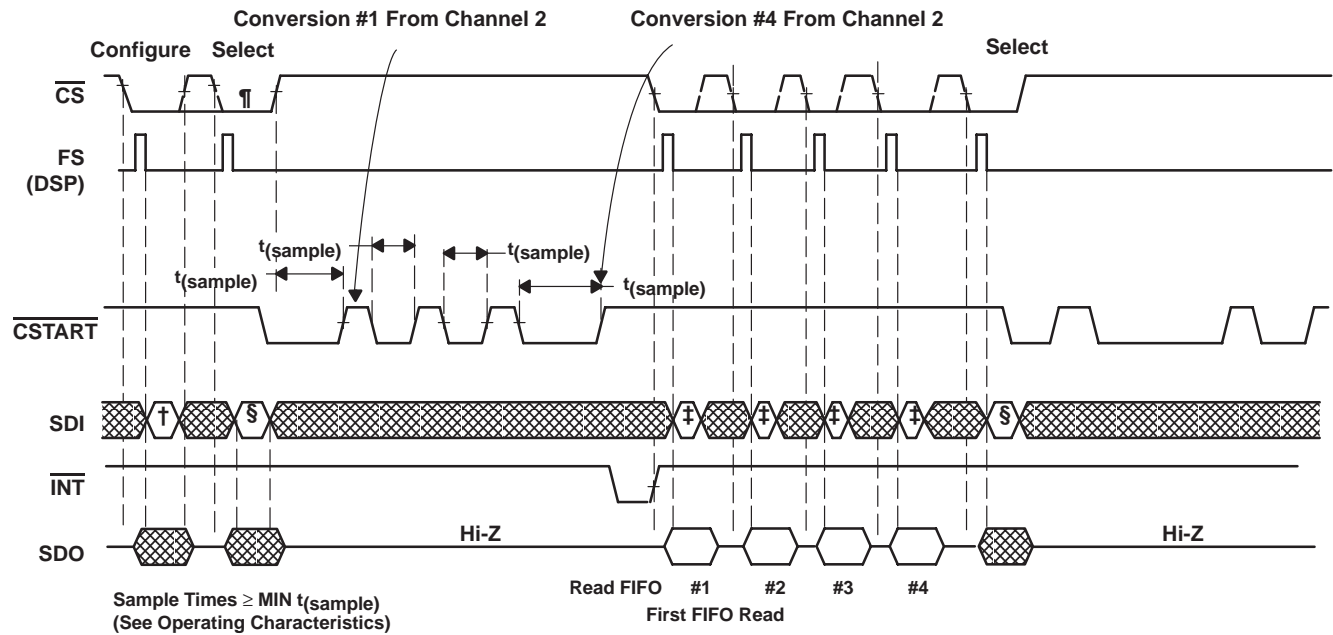 Conversion #1 From Channel 2
Conversion #4 From Channel 2
Configure Select
Select
CS
¶
FS
(DSP)
t(sample)
t(sample)
t(sample)
t(sample)
CSTART
SDI
†
§
‡
‡
‡
‡
§
INT
SDO
Hi-Z
Hi-Z
Read FIFO #1 #2 #3 #4
First FIFO Read
Sample Times ≥ MIN t(sample)
(See Operating Characteristics)